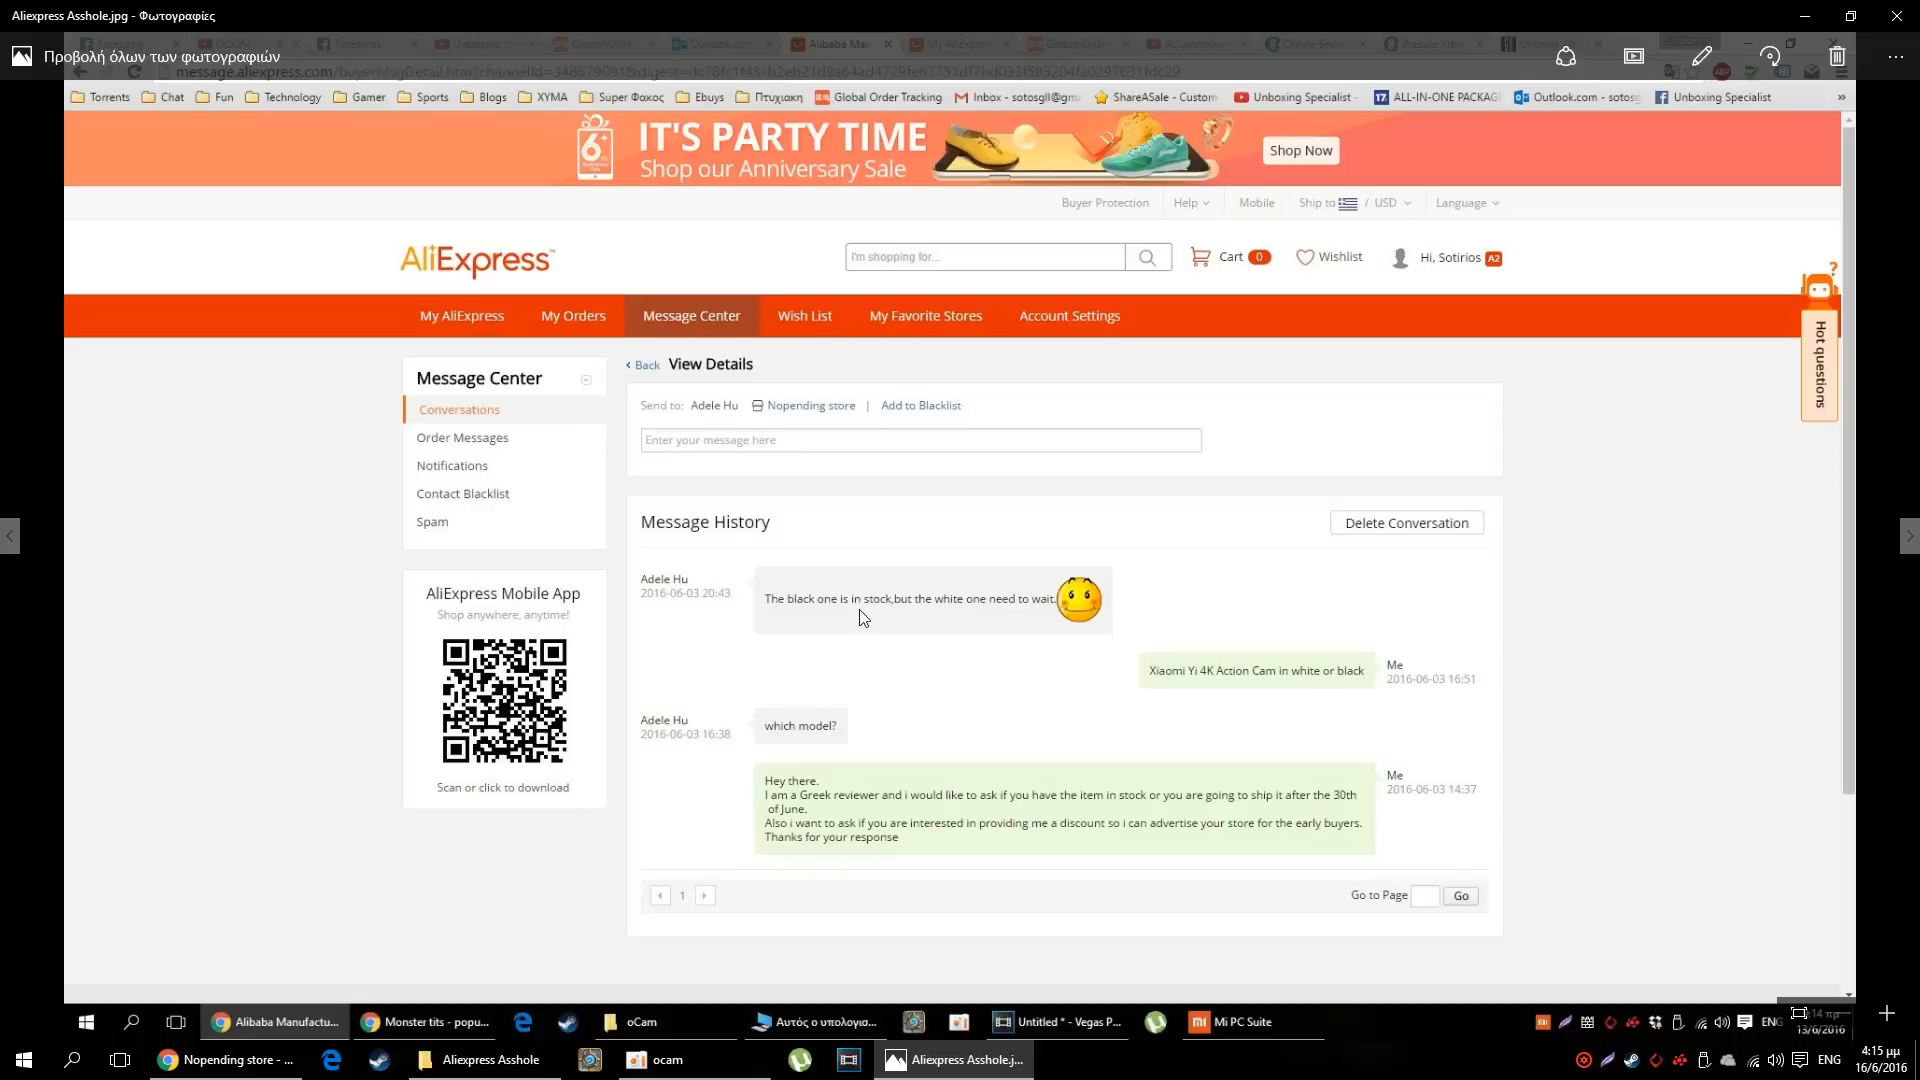 Aliexpress Asshole.jpg - Φωτογραφίες
Προβολή όλων των φωτογραφιών
Torrents Chat Fun Technology Gamer Sports Blogs XYMA Super Φακος Ebuys Πτυχιακη Global Order Tracking Inbox - sotosgll@gm ShareASale - Custom Unboxing Specialist - ALL-IN-ONE PACKAG Outlook.com - sotos Unboxing Specialist »
6+ IT'S PARTY TIME
Shop our Anniversary Sale
Shop Now
Buyer Protection Help Mobile Ship to / USD Language
AliExpress™
I'm shopping for...
Cart 0 Wishlist Hi, Sotirios A2
My AliExpress My Orders Message Center Wish List My Favorite Stores Account Settings
Hot questions
Message Center
Conversations
Order Messages
Notifications
Contact Blacklist
Spam
AliExpress Mobile App
Shop anywhere, anytime!
Scan or click to download
‹ Back View Details
Send to: Adele Hu Nopending store | Add to Blacklist
Enter your message here
Message History
Delete Conversation
Adele Hu
2016-06-03 20:43
The black one is in stock,but the white one need to wait.
Xiaomi Yi 4K Action Cam in white or black
Me
2016-06-03 16:51
Adele Hu
2016-06-03 16:38
which model?
Hey there.
I am a Greek reviewer and i would like to ask if you have the item in stock or you are going to ship it after the 30th
of June.
Also i want to ask if you are interested in providing me a discount so i can advertise your store for the early buyers.
Thanks for your response
Me
2016-06-03 14:37
1
Go to Page Go
Alibaba Manufactu... Monster tits - popu... oCam Αυτός ο υπολογισ... Untitled * - Vegas P... Mi PC Suite ENG
13/6/2016
Nopending store - ... Aliexpress Asshole ocam Aliexpress Asshole.j... ENG
4:15 μμ
16/6/2016